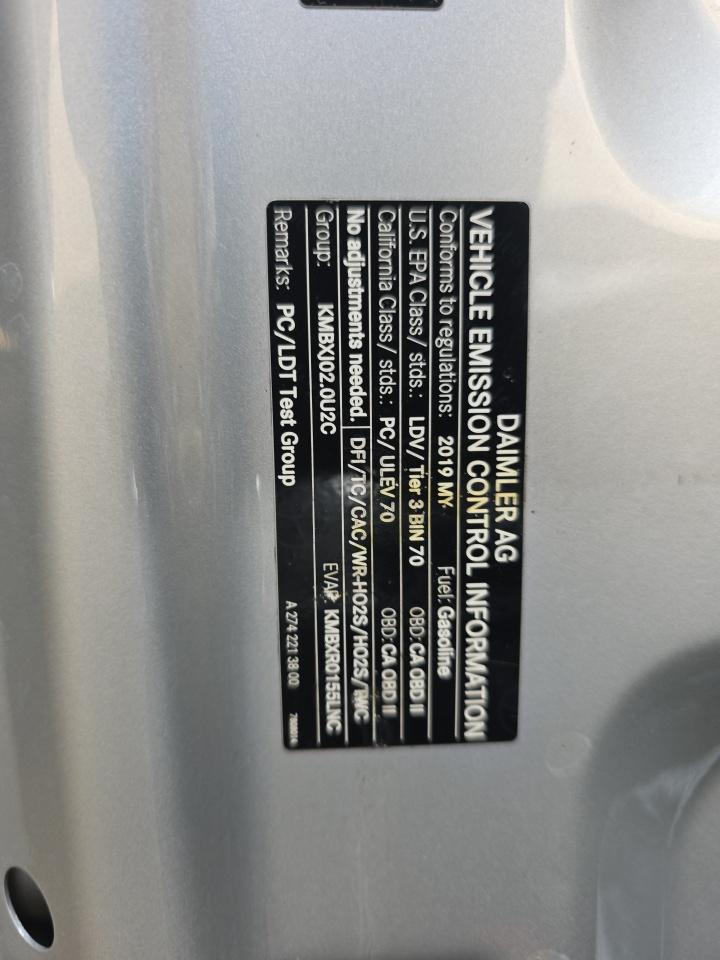 DAIMLER AG
VEHICLE EMISSION CONTROL INFORMATION
Conforms to regulations: 2019 MY Fuel: Gasoline
U.S. EPA Class/ stds.: LDV/ Tier 3 BIN 70 OBD: CA OBD II
California Class/ stds.: PC/ ULEV 70 OBD: CA OBD II
No adjustments needed. DFI/TC/CAC/WR-HO2S/HO2S/TWC
Group: KMBXJ02.0U2C EVAP: KMBXR0155LNC
Remarks: PC/LDT Test Group
A 274 221 38 00